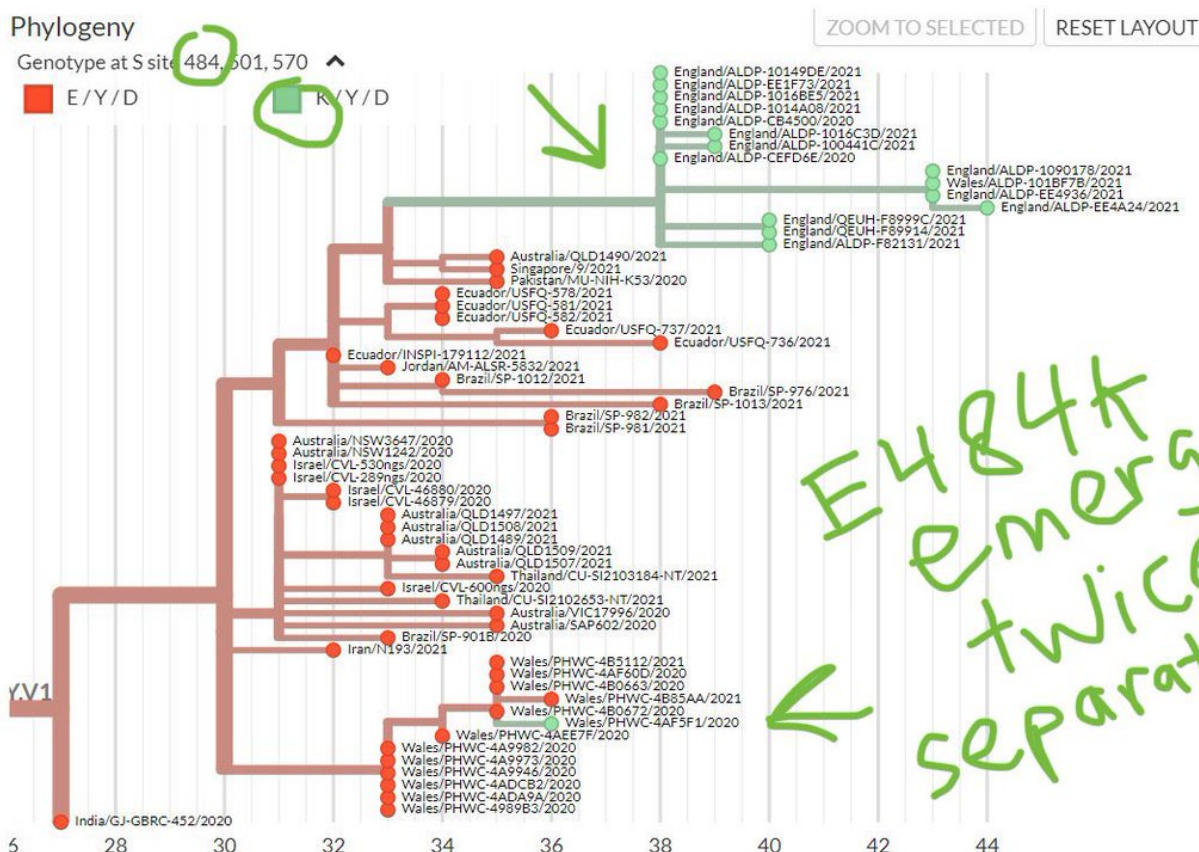 Phylogeny
ZOOM TO SELECTED
RESET LAYOUT
Genotype at S site 484, 501, 570
E / Y / D
K / Y / D
England/ALDP-10149DE/2021
England/ALDP-EE1F73/2021
England/ALDP-1016BE5/2021
England/ALDP-1014A08/2021
England/ALDP-CB4500/2020
England/ALDP-1016C3D/2021
England/ALDP-100441C/2021
England/ALDP-CEFD6E/2020
England/ALDP-1090178/2021
Wales/ALDP-101BF7B/2021
England/ALDP-EE4936/2021
England/ALDP-EE4A24/2021
England/QEUH-F8999C/2021
England/QEUH-F89914/2021
England/ALDP-F82131/2021
Australia/QLD1490/2021
Singapore/9/2021
Pakistan/MU-NIH-K53/2020
Ecuador/USFQ-578/2021
Ecuador/USFQ-581/2021
Ecuador/USFQ-582/2021
Ecuador/USFQ-737/2021
Ecuador/USFQ-736/2021
Ecuador/INSPI-179112/2021
Jordan/AM-ALSR-5832/2021
Brazil/SP-1012/2021
Brazil/SP-976/2021
Brazil/SP-1013/2021
Brazil/SP-982/2021
Brazil/SP-981/2021
Australia/NSW3647/2020
Australia/NSW1242/2020
Israel/CVL-530ngs/2020
Israel/CVL-289ngs/2020
Israel/CVL-46880/2020
Israel/CVL-46879/2020
Australia/QLD1497/2021
Australia/QLD1508/2021
Australia/QLD1489/2021
Australia/QLD1509/2021
Australia/QLD1507/2021
Thailand/CU-SI2103184-NT/2021
Israel/CVL-600ngs/2020
Thailand/CU-SI2102653-NT/2021
Australia/VIC17996/2020
Australia/SAP602/2020
Brazil/SP-901B/2020
Iran/N193/2021
Wales/PHWC-4B5112/2021
Wales/PHWC-4AF60D/2020
Wales/PHWC-4B0663/2020
Wales/PHWC-4B85AA/2021
Wales/PHWC-4B0672/2020
Wales/PHWC-4AF5F1/2020
Wales/PHWC-4AEE7F/2020
Wales/PHWC-4A9982/2020
Wales/PHWC-4A9973/2020
Wales/PHWC-4A9946/2020
Wales/PHWC-4ADCB2/2020
Wales/PHWC-4ADA9A/2020
Wales/PHWC-4989B3/2020
India/GJ-GBRC-452/2020
Y.V1
E484K
emerg
twice
separat
6 28 30 32 34 36 38 40 42 44